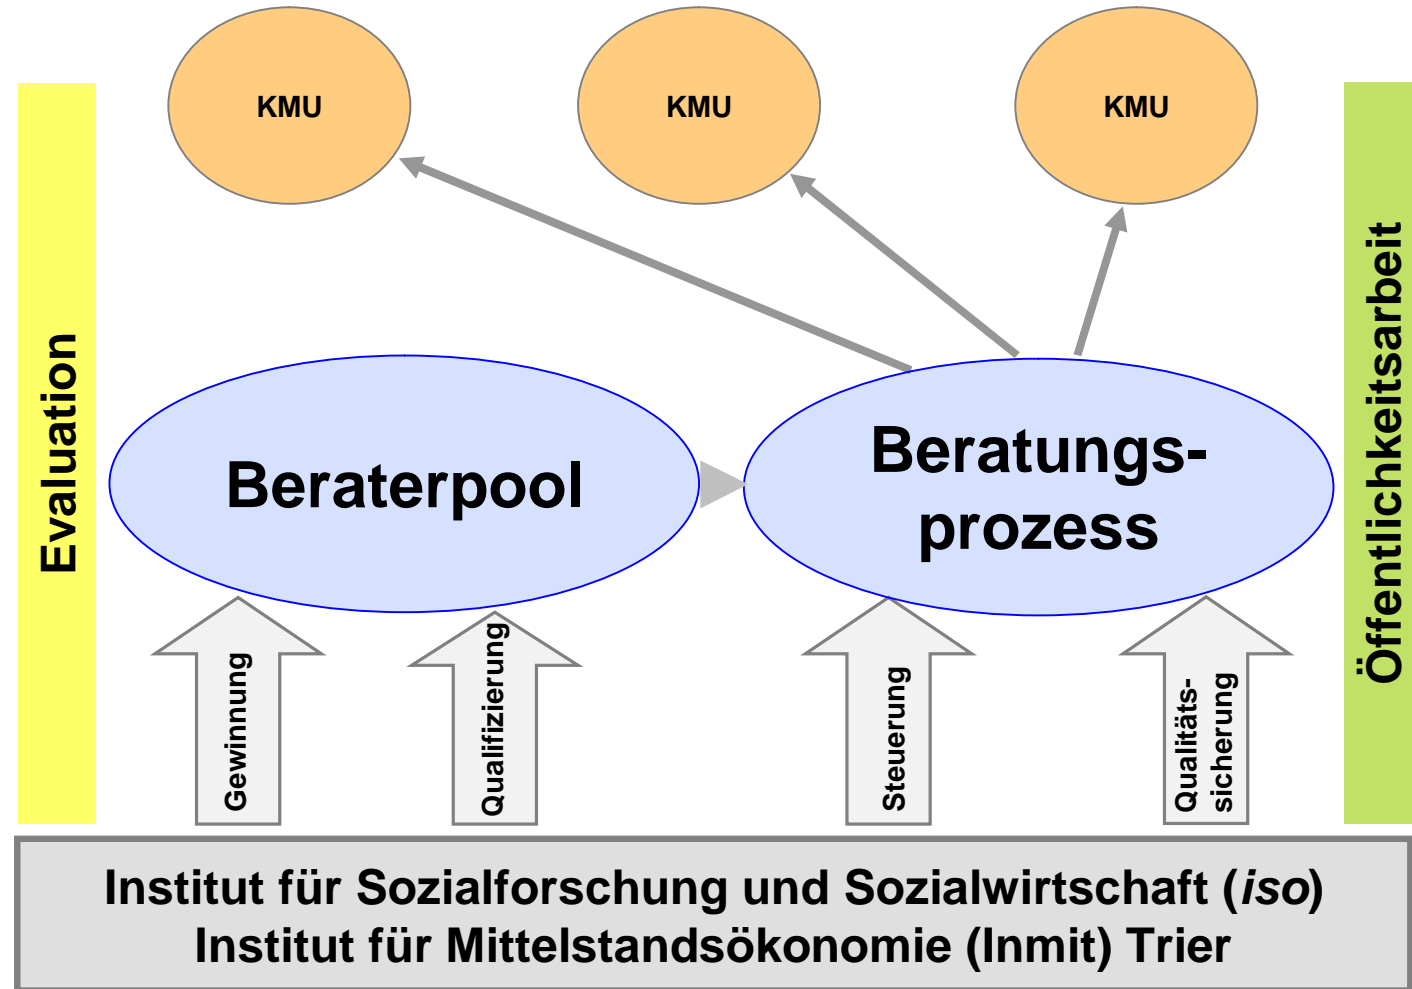 KMU
KMU
KMU
Evaluation
Öffentlichkeitsarbeit
Beraterpool
Beratungs-
prozess
Gewinnung
Qualifizierung
Steuerung
Qualitäts-
sicherung
Institut für Sozialforschung und Sozialwirtschaft (iso)
Institut für Mittelstandsökonomie (Inmit) Trier